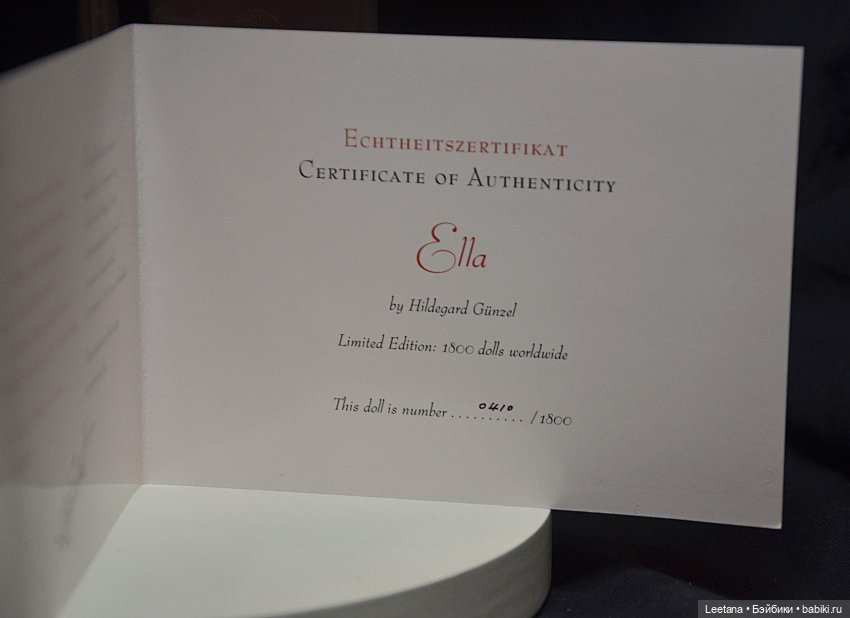 Echtheitszertifikat
Certificate of Authenticity
Ella
by Hildegard Günzel
Limited Edition: 1800 dolls worldwide
This doll is number . . . 0410 . . . /1800
Leetana • Бэйбики • babiki.ru